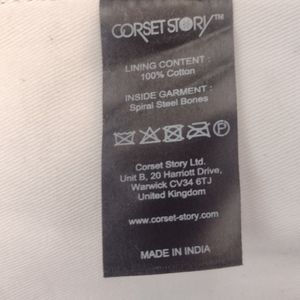 CORSET STORY™
LINING CONTENT :
100% Cotton
INSIDE GARMENT :
Spiral Steel Bones
P
Corset Story Ltd.
Unit B, 20 Harriott Drive,
Warwick CV34 6TJ
United Kingdom
www.corset-story.com
MADE IN INDIA